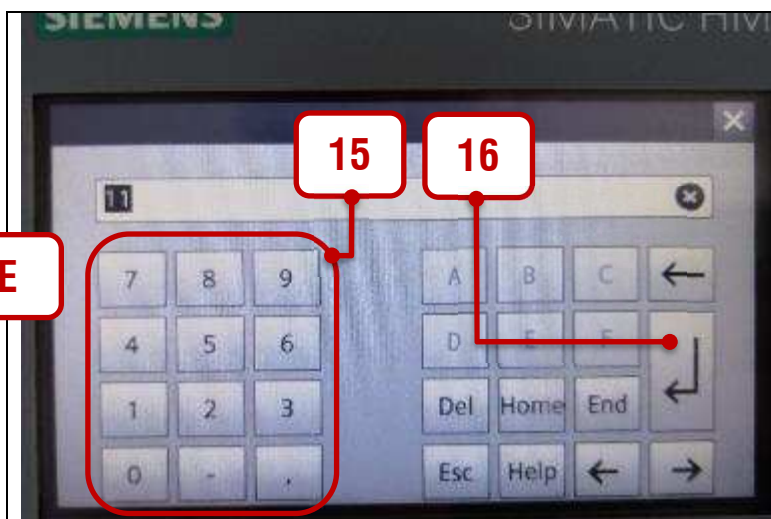 SIEMENS SIMATIC HMI
15 16
11
E
7 8 9 A B C ←
4 5 6 D E F ↵
1 2 3 Del Home End
0 - , Esc Help ← →